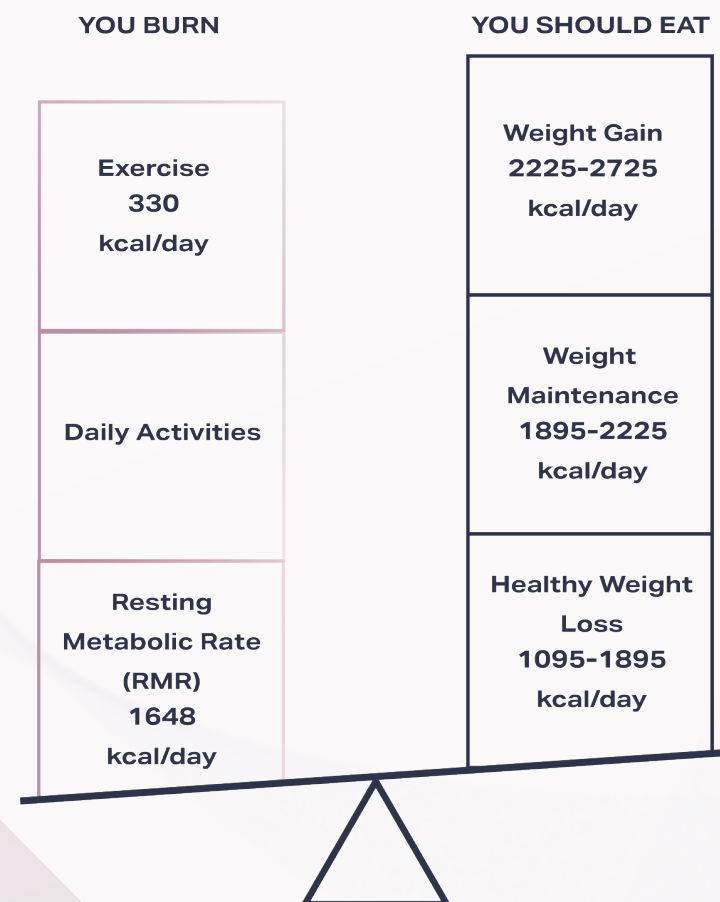 YOU BURN
Exercise
330
kcal/day
Daily Activities
Resting
Metabolic Rate
(RMR)
1648
kcal/day
YOU SHOULD EAT
Weight Gain
2225-2725
kcal/day
Weight
Maintenance
1895-2225
kcal/day
Healthy Weight
Loss
1095-1895
kcal/day